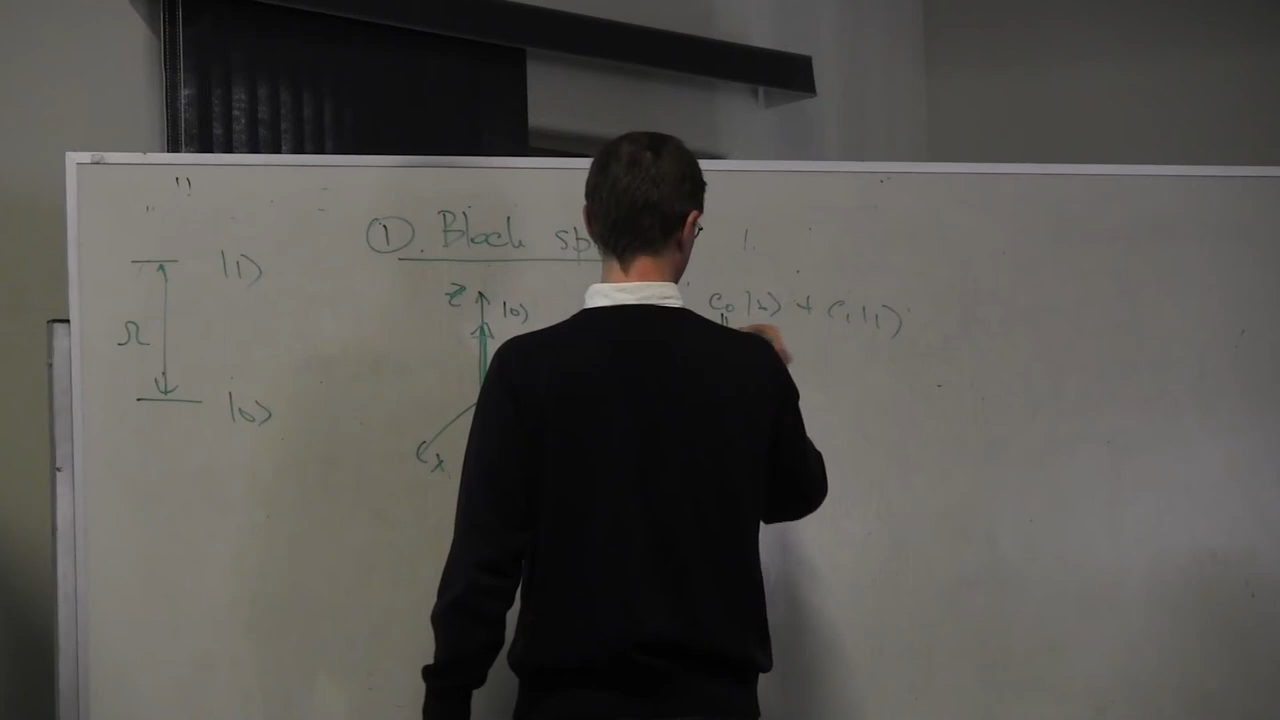 ① . Bloch sp
|1⟩
Z
|0⟩
c₀|0⟩ + c₁|1⟩
Ω
|0⟩
x